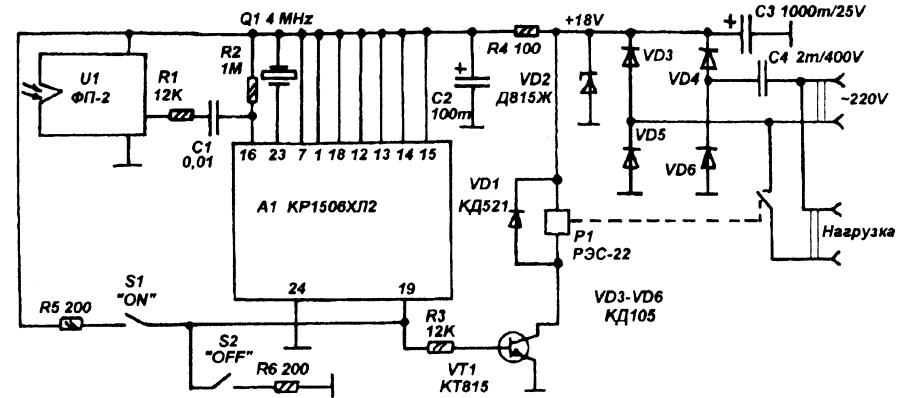 Q1 4 MHz
+18V
C3 1000m/25V
R4 100
VD3
C4 2m/400V
U1
ФП-2
R1
12K
R2
1M
C2
100m
VD2
Д815Ж
VD4
~220V
C1
0,01
16 23 7 1 18 12 13 14 15
VD5
VD6
A1 КР1506ХЛ2
VD1
КД521
P1
РЭС-22
Нагрузка
24 19
S1
"ON"
R5 200
R3
12K
VD3-VD6
КД105
S2
"OFF"
R6 200
VT1
КТ815